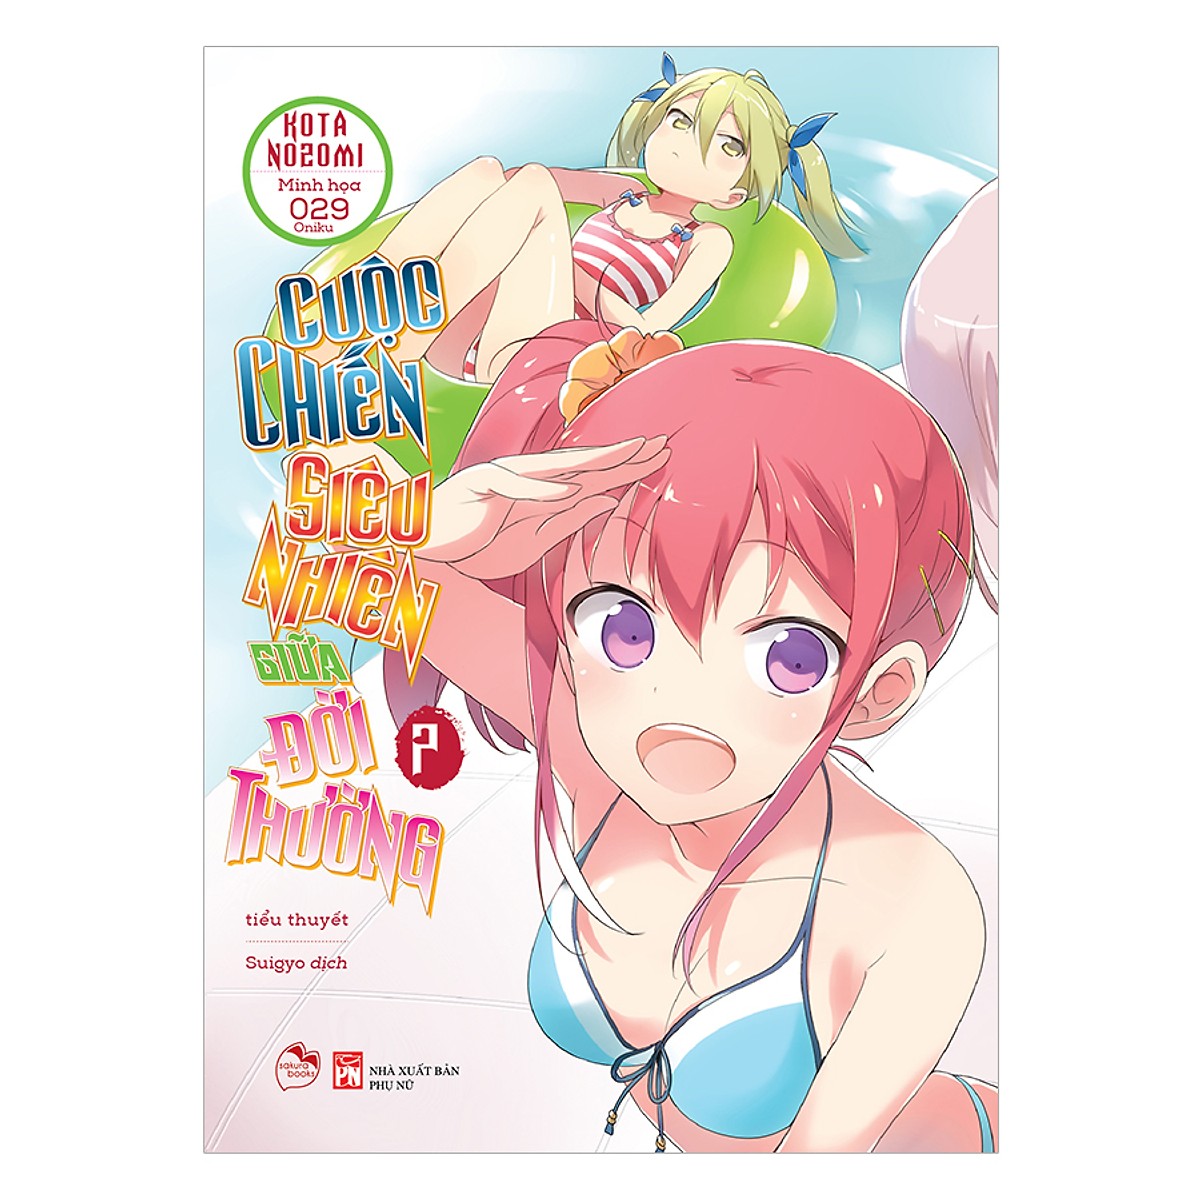 KOTA
NOZOMI
Minh họa
029
Oniku
CUỘC
CHIẾN
SIÊU
NHIÊN
GIỮA
ĐỜI
THƯỜNG
2
tiểu thuyết
Suigyo dịch
sakura
books
PN
NHÀ XUẤT BẢN
PHỤ NỮ